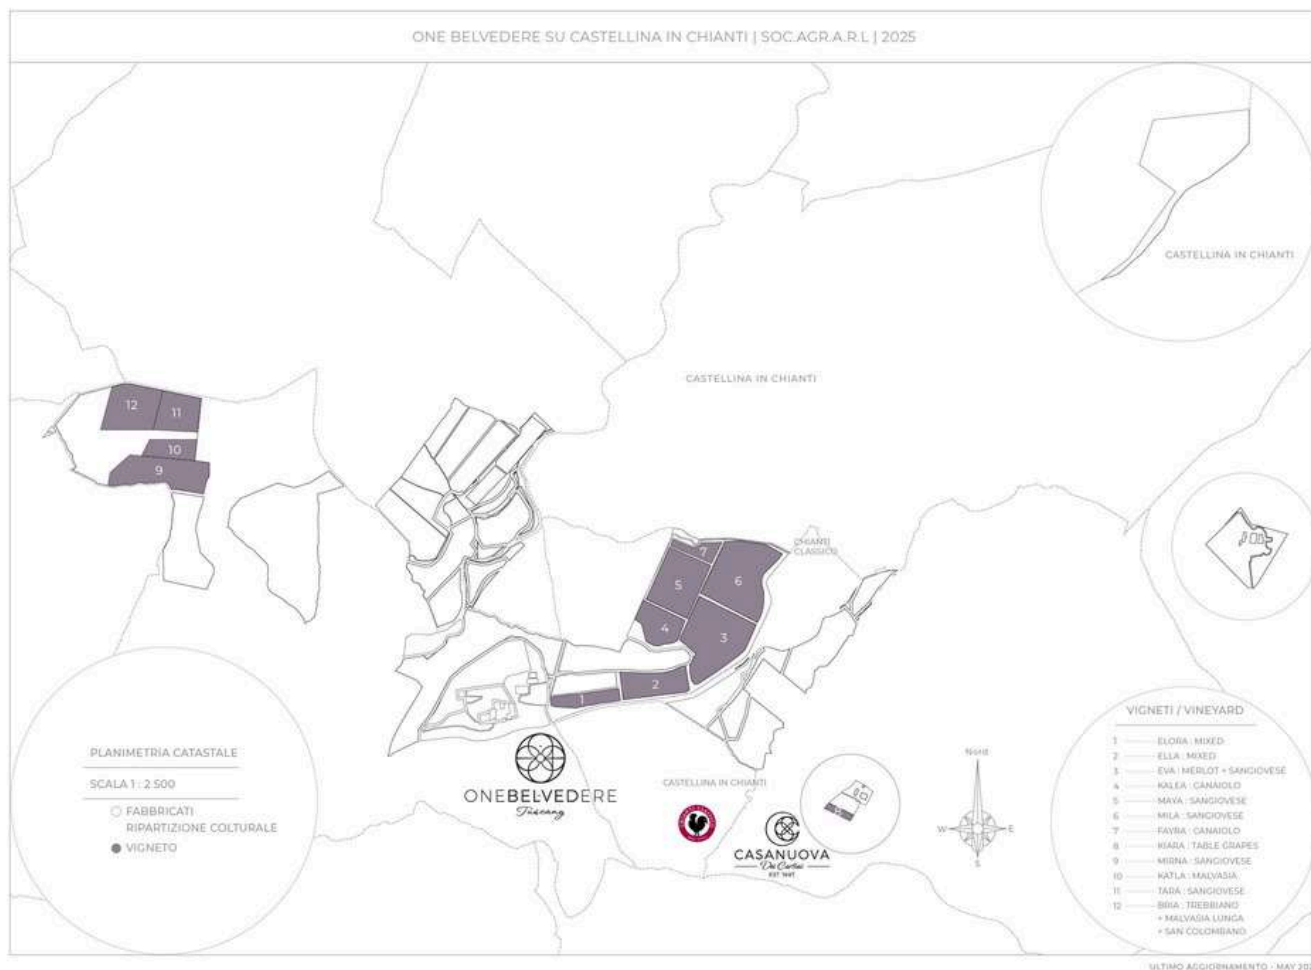 ONE BELVEDERE SU CASTELLINA IN CHIANTI | SOC.AGR.A.R.L | 2025
CASTELLINA IN CHIANTI
CASTELLINA IN CHIANTI
12
11
10
9
CHIANTI
CLASSICO
7
6
5
4
3
2
1
PLANIMETRIA CATASTALE
SCALA 1 : 2 500
FABBRICATI
RIPARTIZIONE COLTURALE
VIGNETO
ONEBELVEDERE
Tuscany
CASTELLINA IN CHIANTI
CASANUOVA
EST 1697
Nord
W
E
S
VIGNETI / VINEYARD
1 ELORA : MIXED
2 ELLA : MIXED
3 EVA : MERLOT + SANGIOVESE
4 KALEA : CANAIOLO
5 MAYA : SANGIOVESE
6 MILA : SANGIOVESE
7 FAYRA : CANAIOLO
8 KIARA : TABLE GRAPES
9 MIRNA : SANGIOVESE
10 KATLA : MALVASIA
11 TARA : SANGIOVESE
12 BRIA : TREBBIANO
+ MALVASIA LUNGA
+ SAN COLOMBANO
ULTIMO AGGIORNAMENTO - MAY